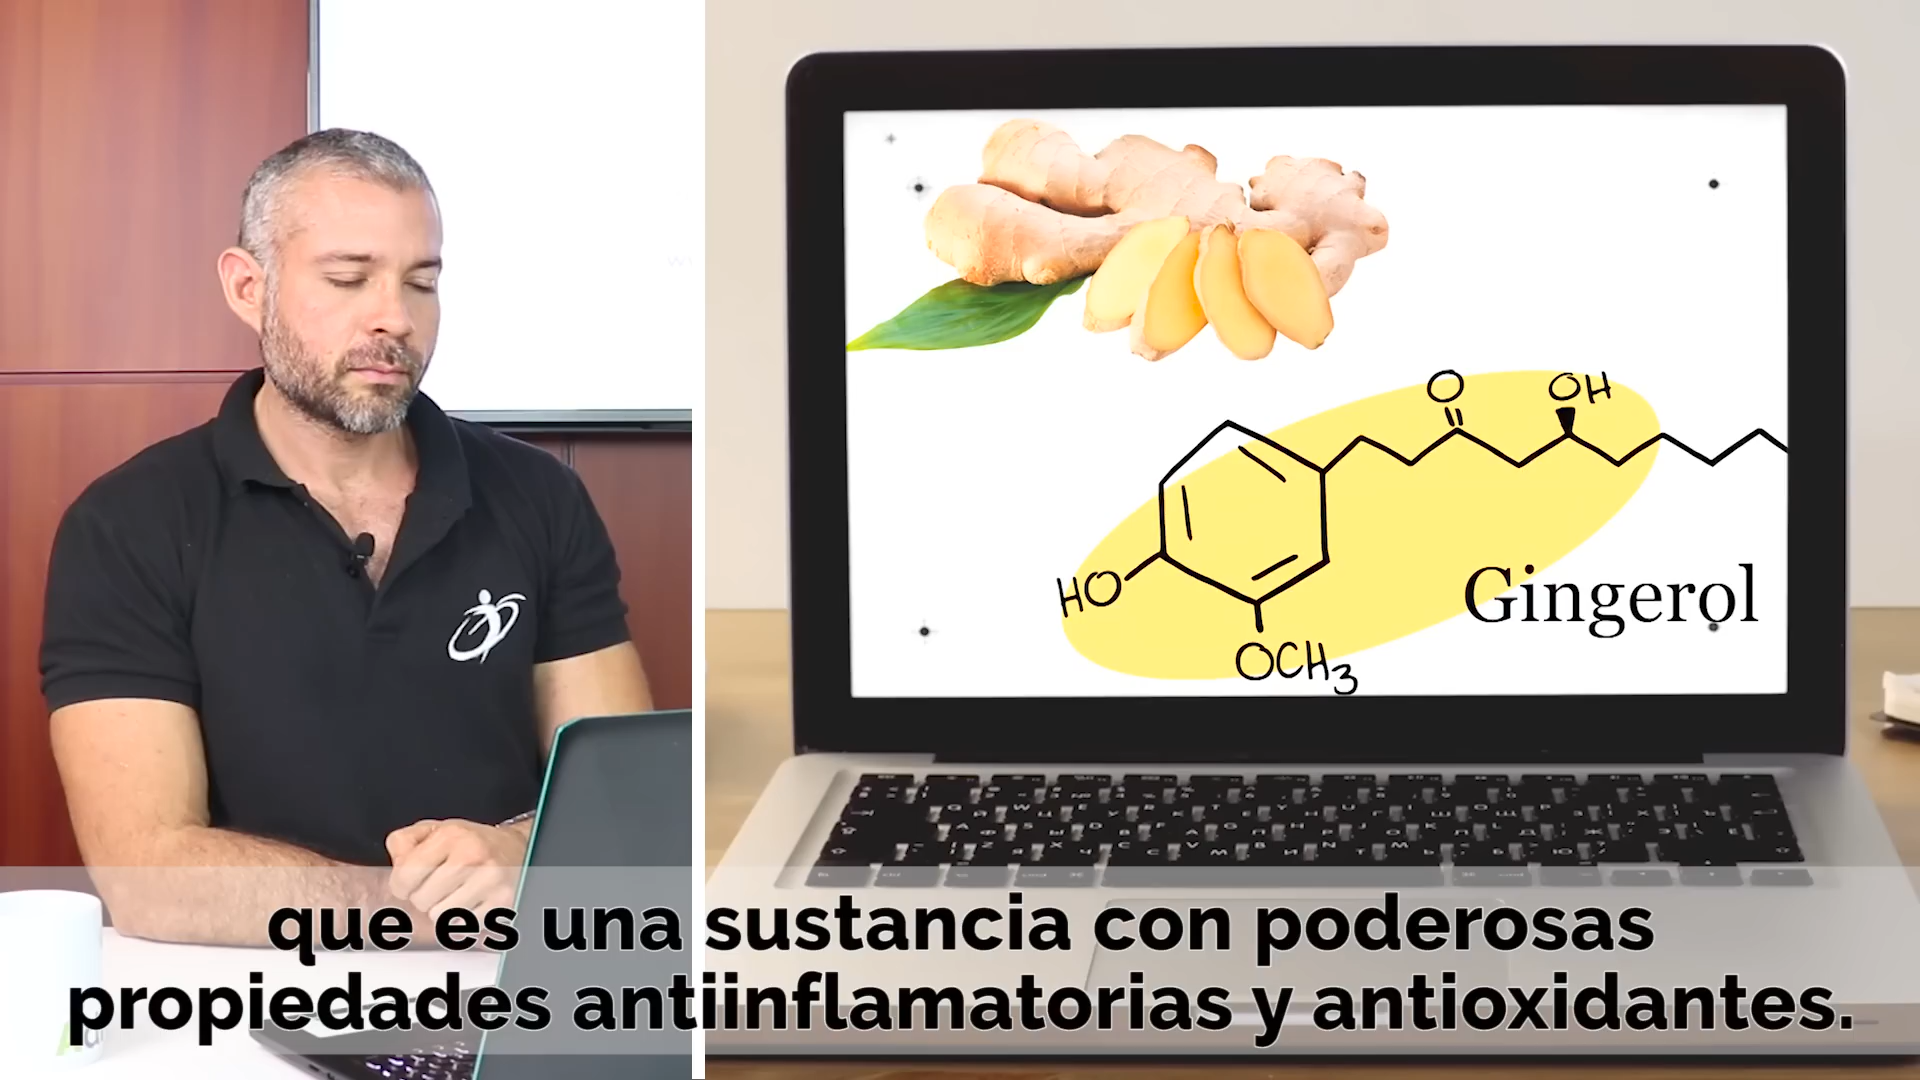 O
OH
HO
Gingerol
OCH3
que es una sustancia con poderosas
propiedades antiinflamatorias y antioxidantes.